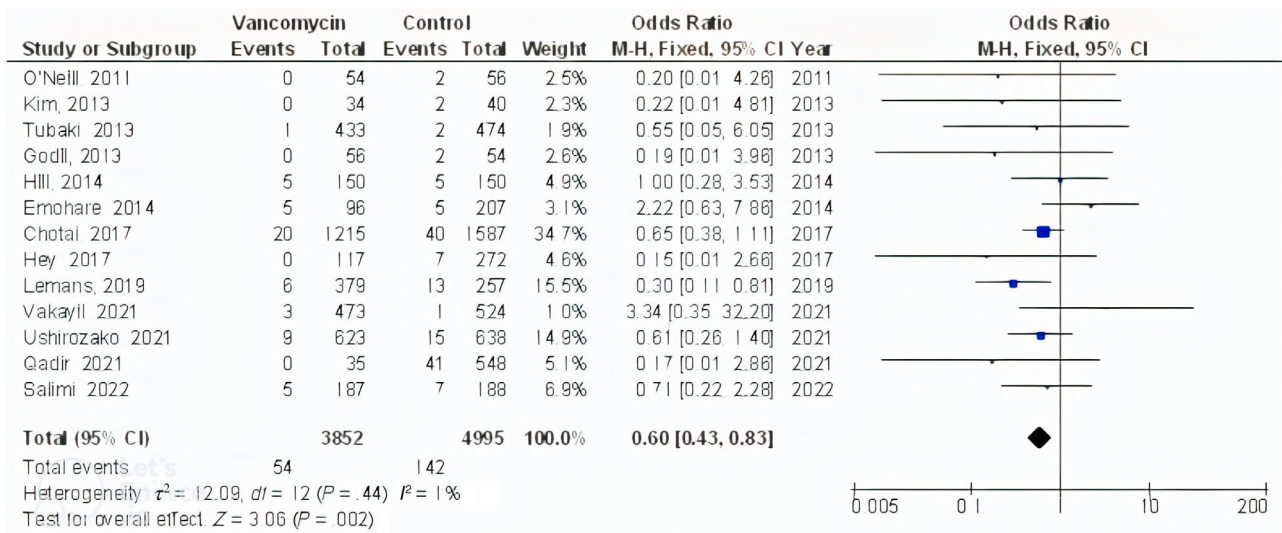 Vancomycin Control Odds Ratio Odds Ratio
Study or Subgroup Events Total Events Total Weight M-H, Fixed, 95% CI Year M-H, Fixed, 95% CI
O'Neill 2011 0 54 2 56 2.5% 0.20 [0.01 4.26] 2011
Kim, 2013 0 34 2 40 2.3% 0.22 [0.01 4.81] 2013
Tubaki 2013 1 433 2 474 1 9% 0.55 [0.05, 6.05] 2013
Godil, 2013 0 56 2 54 2.6% 0 19 [0.01 3.96] 2013
Hill, 2014 5 150 5 150 4.9% 1 00 [0.28, 3.53] 2014
Emohare 2014 5 96 5 207 3.1% 2.22 [0.63, 7 86] 2014
Chotai 2017 20 1215 40 1587 34.7% 0.65 [0.38, 1 11] 2017
Hey 2017 0 117 7 272 4.6% 0 15 [0.01 2.66] 2017
Lemans, 2019 6 379 13 257 15.5% 0.30 [0 11 0.81] 2019
Vakayil 2021 3 473 1 524 1 0% 3.34 [0.35 32.20] 2021
Ushirozako 2021 9 623 15 638 14.9% 0.61 [0.26, 1 40] 2021
Qadir 2021 0 35 41 548 5.1% 0 17 [0.01 2.86] 2021
Salimi 2022 5 187 7 188 6.9% 0 71 [0.22 2.28] 2022
Total (95% CI) 3852 4995 100.0% 0.60 [0.43, 0.83]
Total events 54 142
Heterogeneity τ² = 12.09, df = 12 (P = .44) I² = 1%
Test for overall effect. Z = 3.06 (P = .002)
0.005 0 1 1 10 200